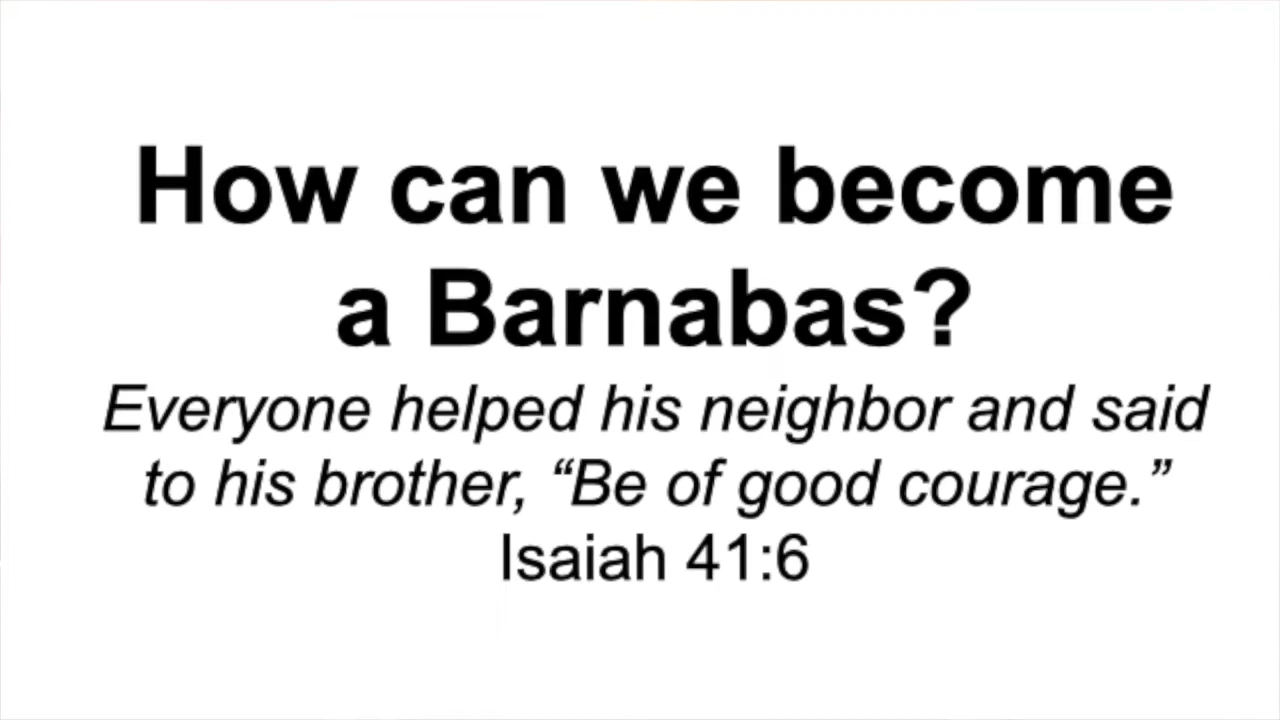 How can we become
a Barnabas?
Everyone helped his neighbor and said
to his brother, “Be of good courage.”
Isaiah 41:6